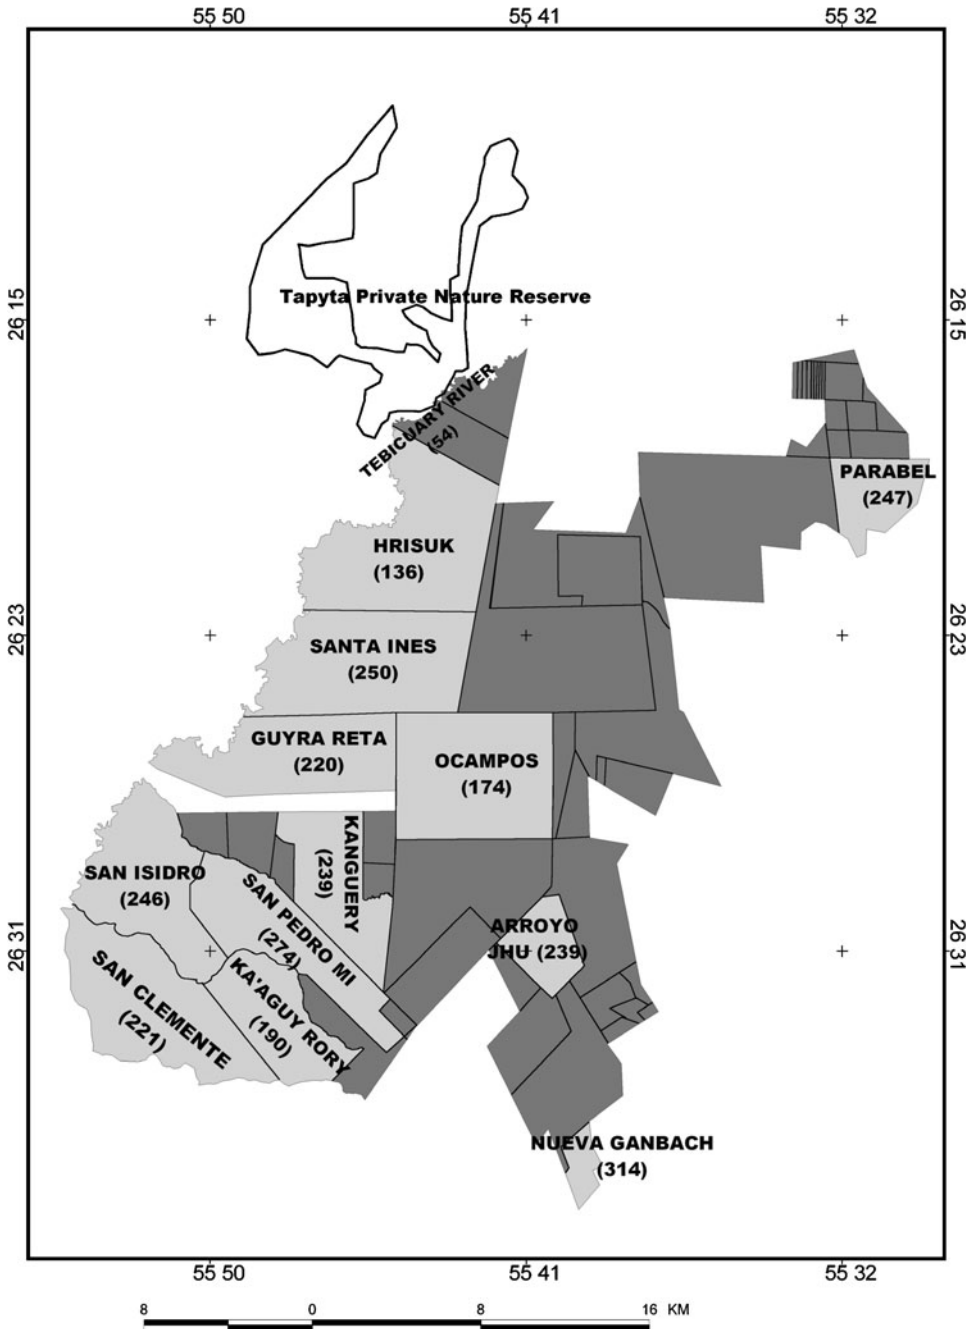 55 50 55 41 55 32
Tapyta Private Nature Reserve
26 15 26 15
TEBICUARY RIVER
(54)
PARABEL
(247)
HRISUK
(136)
26 23 26 23
SANTA INES
(250)
GUYRA RETA
(220)
OCAMPOS
(174)
KANGUERY
(239)
SAN ISIDRO
(246)
SAN PEDRO MI
(274)
ARROYO
JHU (239)
26 31 26 31
SAN CLEMENTE
(221)
KA'AGUY RORY
(190)
NUEVA GANBACH
(314)
55 50 55 41 55 32
8 0 8 16 KM